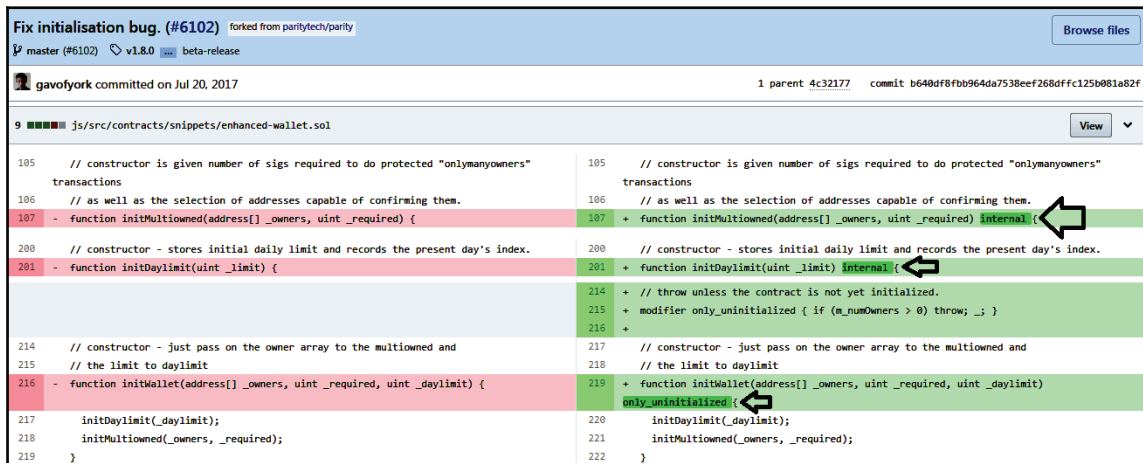 Fix initialisation bug. (#6102) forked from paritytech/parity
Browse files
master (#6102) v1.8.0 ... beta-release
gavofyork committed on Jul 20, 2017
1 parent 4c32177 commit b640df8fbb964da7538eef268dffc125b081a82f
9 js/src/contracts/snippets/enhanced-wallet.sol
View
105 // constructor is given number of sigs required to do protected "onlymanyowners"
transactions
106 // as well as the selection of addresses capable of confirming them.
107 - function initMultiowned(address[] _owners, uint _required) {
200 // constructor - stores initial daily limit and records the present day's index.
201 - function initDaylimit(uint _limit) {
214 // constructor - just pass on the owner array to the multiowned and
215 // the limit to daylimit
216 - function initWallet(address[] _owners, uint _required, uint _daylimit) {
217 initDaylimit(_daylimit);
218 initMultiowned(_owners, _required);
219 }
105 // constructor is given number of sigs required to do protected "onlymanyowners"
transactions
106 // as well as the selection of addresses capable of confirming them.
107 + function initMultiowned(address[] _owners, uint _required) internal {
200 // constructor - stores initial daily limit and records the present day's index.
201 + function initDaylimit(uint _limit) internal {
214 + // throw unless the contract is not yet initialized.
215 + modifier only_uninitialized { if (m_numOwners > 0) throw; _; }
216 +
217 // constructor - just pass on the owner array to the multiowned and
218 // the limit to daylimit
219 + function initWallet(address[] _owners, uint _required, uint _daylimit)
only_uninitialized {
220 initDaylimit(_daylimit);
221 initMultiowned(_owners, _required);
222 }